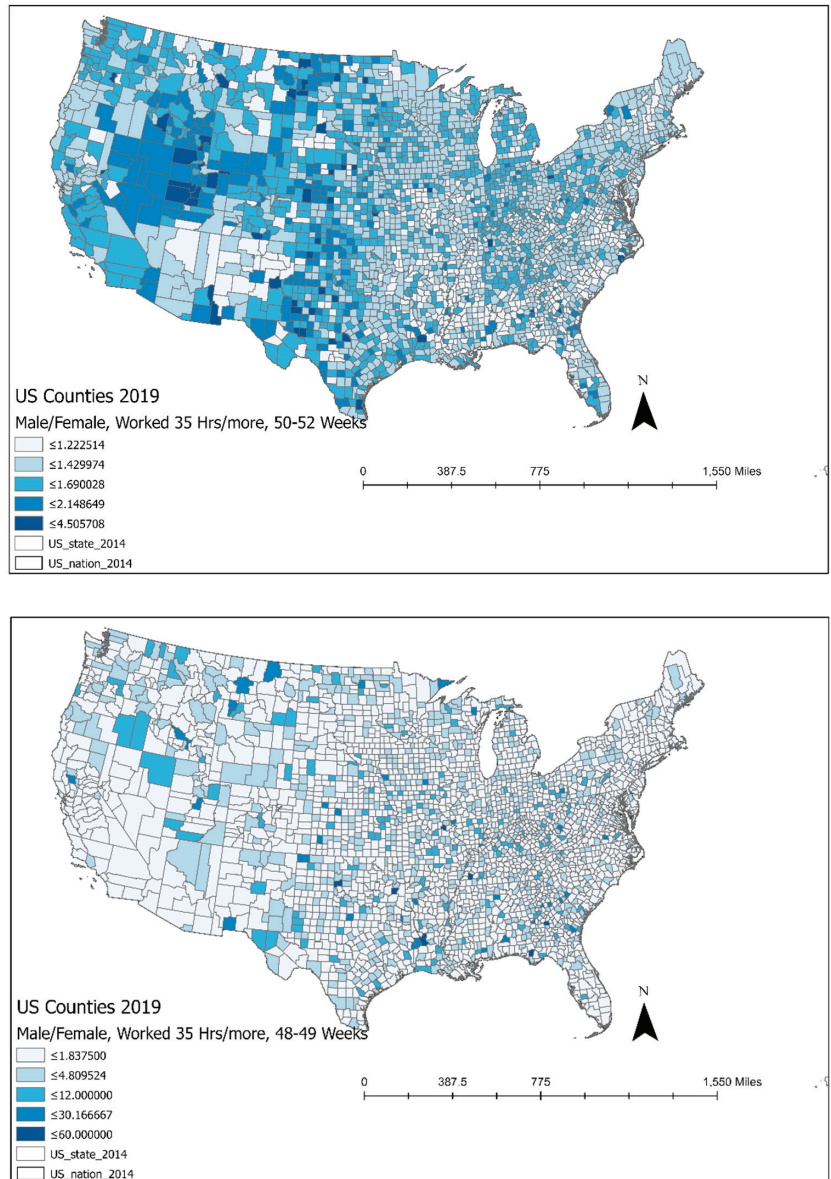 N
US Counties 2019
Male/Female, Worked 35 Hrs/more, 50-52 Weeks
≤1.222514
≤1.429974
≤1.690028
≤2.148649
≤4.505708
US_state_2014
US_nation_2014
0 387.5 775 1,550 Miles
N
US Counties 2019
Male/Female, Worked 35 Hrs/more, 48-49 Weeks
≤1.837500
≤4.809524
≤12.000000
≤30.166667
≤60.000000
US_state_2014
US_nation_2014
0 387.5 775 1,550 Miles